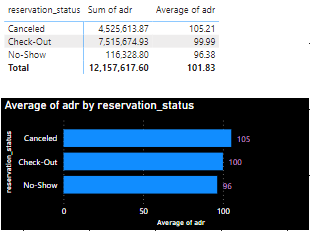 reservation_status Sum of adr Average of adr
Canceled 4,525,613.87 105.21
Check-Out 7,515,674.93 99.99
No-Show 116,328.80 96.38
Total 12,157,617.60 101.83
Average of adr by reservation_status
reservation_status
Canceled 105
Check-Out 100
No-Show 96
0 50 100
Average of adr